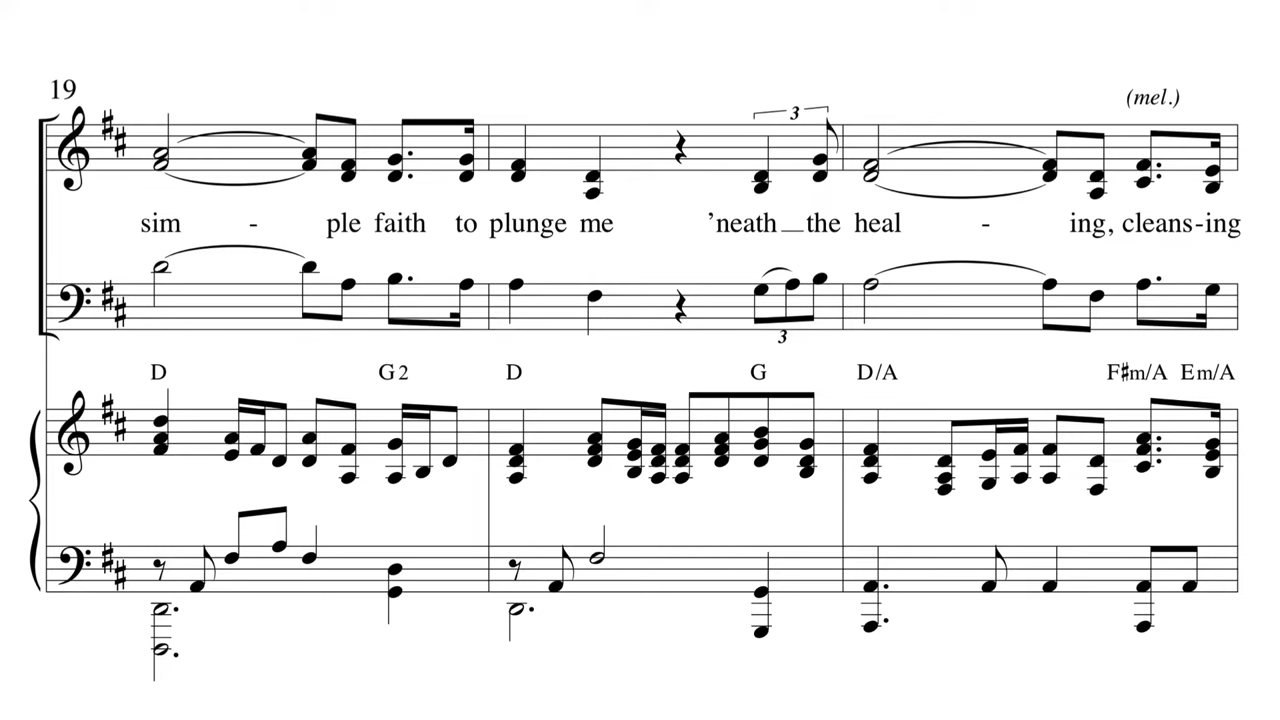 19
(mel.)
3
sim - ple faith to plunge me ’neath the heal - ing, cleans-ing
3
D G2 D G D/A F♯m/A Em/A